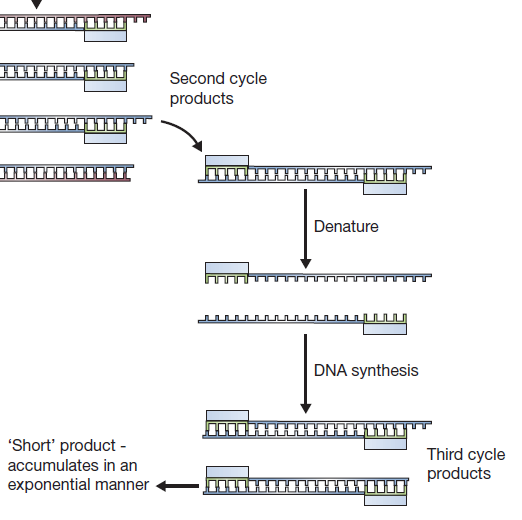 Second cycle
products
Denature
DNA synthesis
‘Short’ product -
accumulates in an
exponential manner
Third cycle
products